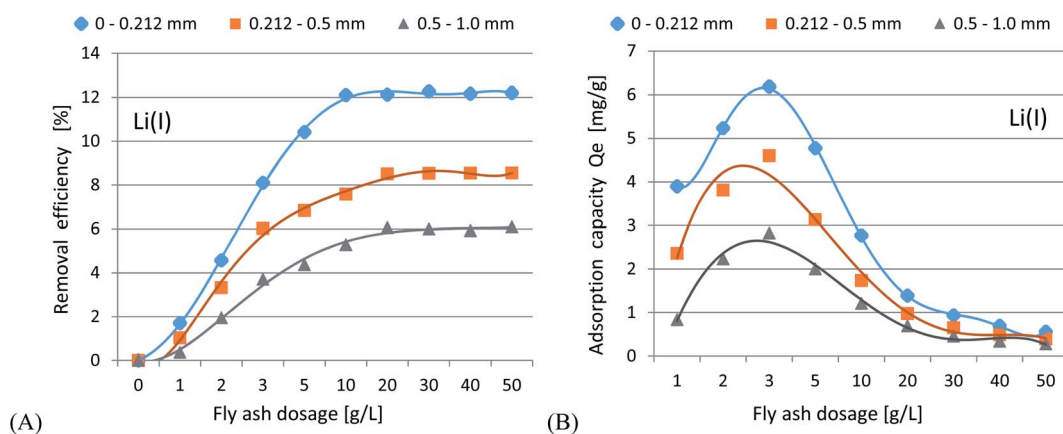 0 - 0.212 mm 0.212 - 0.5 mm 0.5 - 1.0 mm
Removal efficiency [%]
14
12
10
8
6
4
2
0
Li(I)
0 1 2 3 5 10 20 30 40 50
Fly ash dosage [g/L]
(A)
0 - 0.212 mm 0.212 - 0.5 mm 0.5 - 1.0 mm
Adsorption capacity Qe [mg/g]
7
6
5
4
3
2
1
0
Li(I)
1 2 3 5 10 20 30 40 50
Fly ash dosage [g/L]
(B)